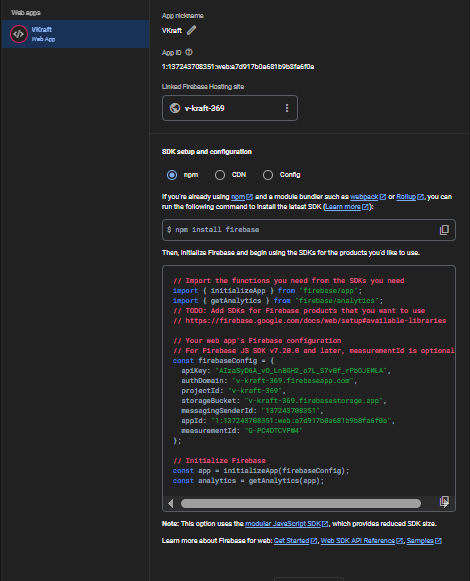 Web apps
VKraft
Web App
App nickname
VKraft
App ID
1:137243708351:web:a7d917b0a681b9b8fa6f0a
Linked Firebase Hosting site
v-kraft-369
SDK setup and configuration
npm
CDN
Config
If you're already using npm and a module bundler such as webpack or Rollup, you can
run the following command to install the latest SDK (Learn more):
$ npm install firebase
Then, initialize Firebase and begin using the SDKs for the products you'd like to use.
// Import the functions you need from the SDKs you need
import { initializeApp } from "firebase/app";
import { getAnalytics } from "firebase/analytics";
// TODO: Add SDKs for Firebase products that you want to use
// https://firebase.google.com/docs/web/setup#available-libraries
// Your web app's Firebase configuration
// For Firebase JS SDK v7.20.0 and later, measurementId is optional
const firebaseConfig = {
apiKey:
authDomain: "v-kraft-369.firebaseapp.com",
projectId: "v-kraft-369",
storageBucket: "v-kraft-369.firebasestorage.app",
messagingSenderId: "137243708351",
appId: "1:137243708351:web:a7d917b0a681b9b8fa6f0a",
measurementId: "G-PC4DTCVPW4"
};
// Initialize Firebase
const app = initializeApp(firebaseConfig);
const analytics = getAnalytics(app);
Note: This option uses the modular JavaScript SDK, which provides reduced SDK size.
Learn more about Firebase for web: Get Started, Web SDK API Reference, Samples